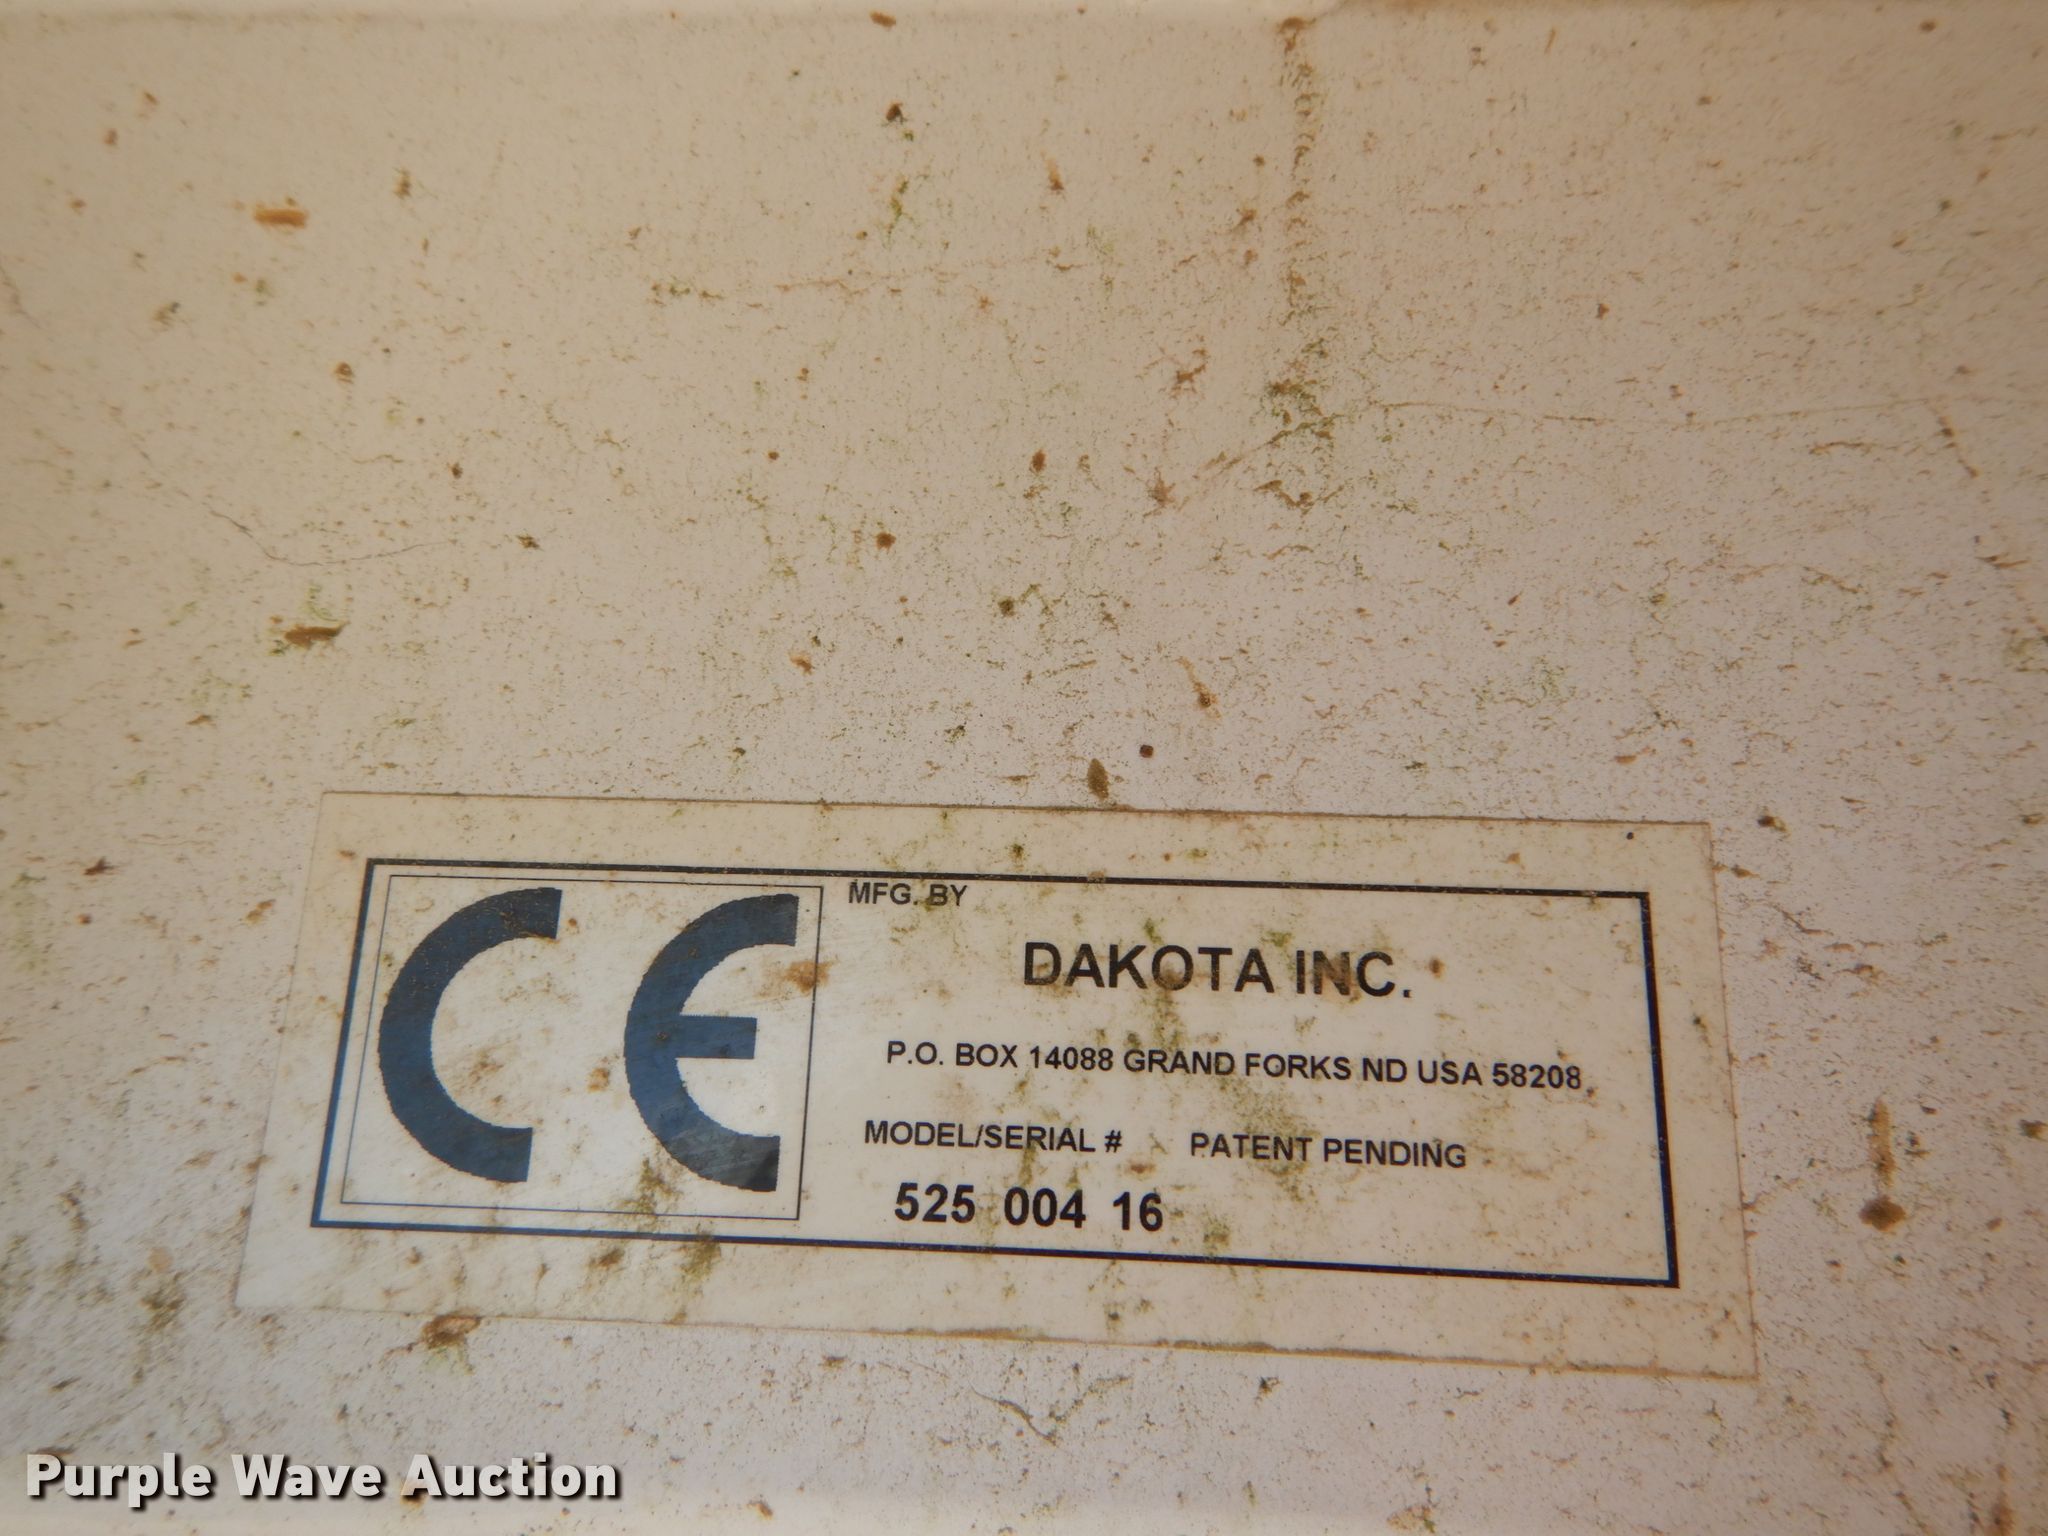 CE
MFG. BY
DAKOTA INC.
P.O. BOX 14088 GRAND FORKS ND USA 58208
MODEL/SERIAL # PATENT PENDING
525 004 16
Purple Wave Auction